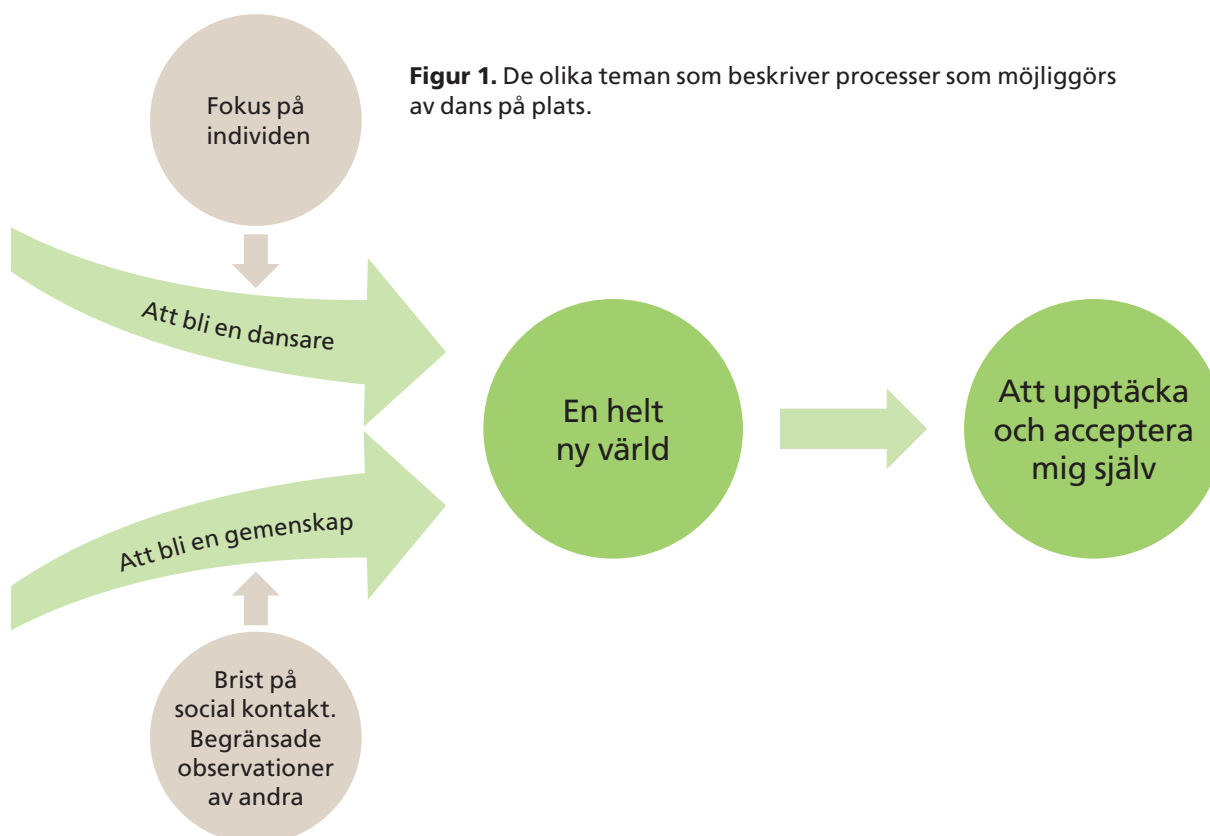 Fokus på
individen
Figur 1. De olika teman som beskriver processer som möjliggörs
av dans på plats.
Att bli en dansare
En helt
ny värld
Att upptäcka
och acceptera
mig själv
Att bli en gemenskap
Brist på
social kontakt.
Begränsade
observationer
av andra